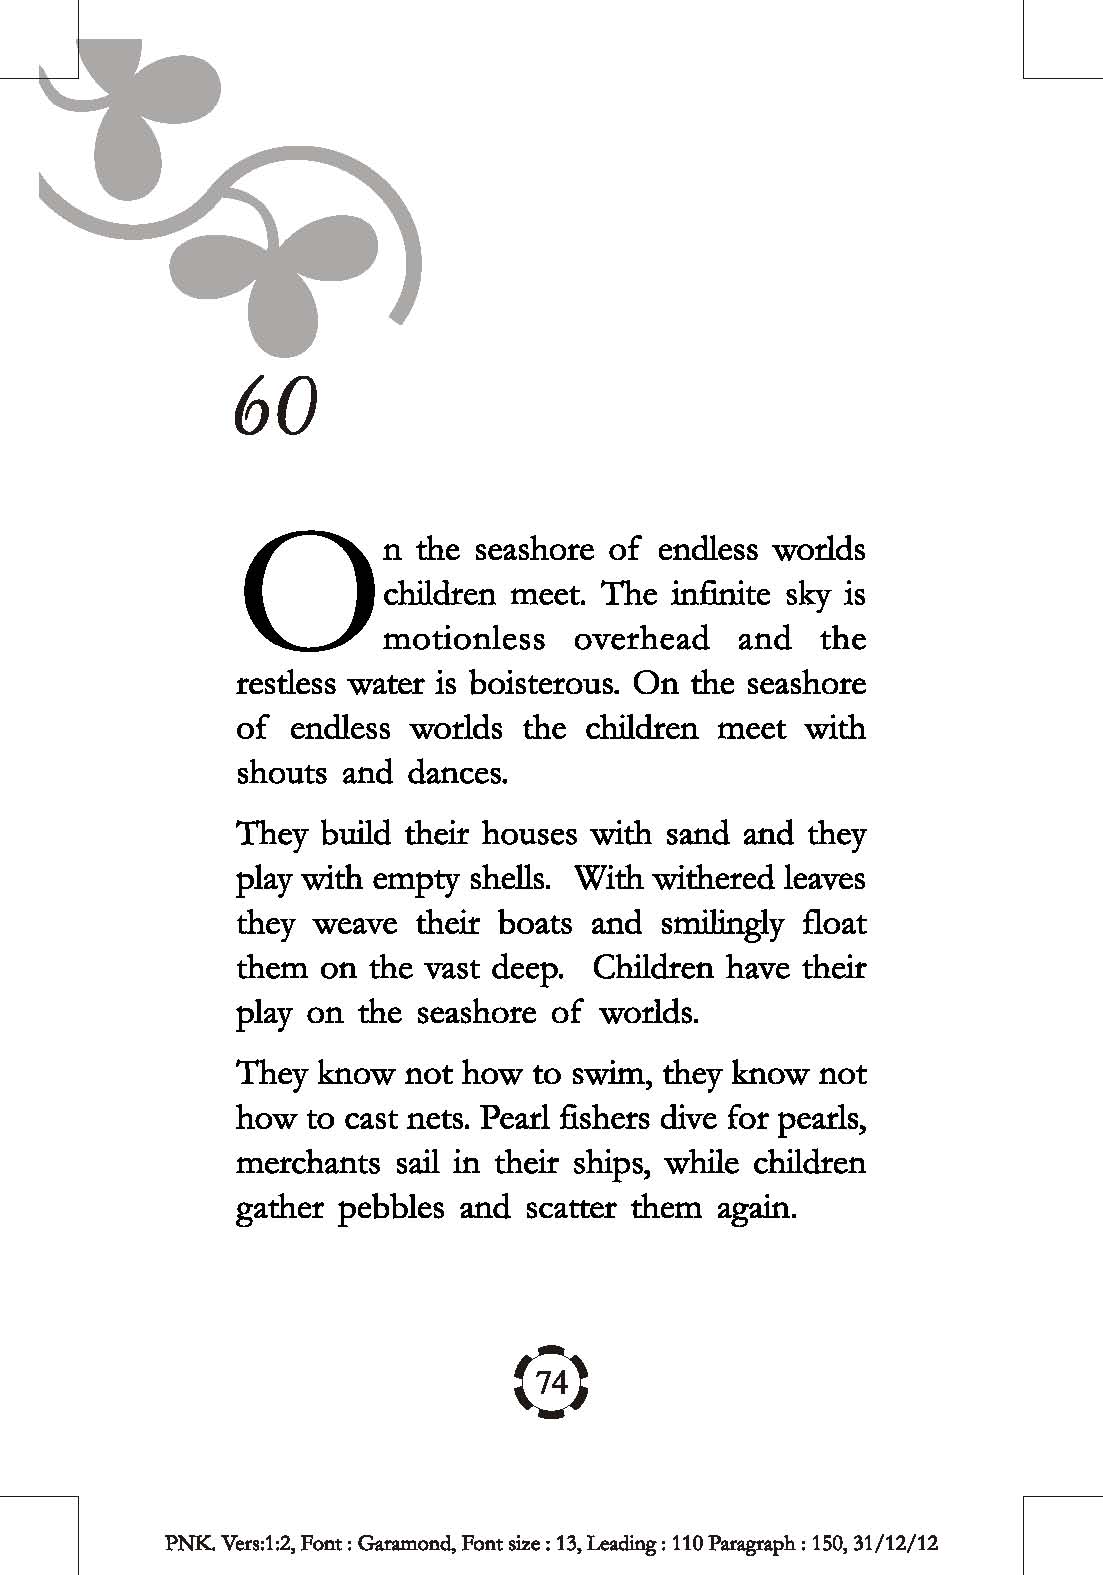 60
On the seashore of endless worlds
children meet. The infinite sky is
motionless overhead and the
restless water is boisterous. On the seashore
of endless worlds the children meet with
shouts and dances.
They build their houses with sand and they
play with empty shells. With withered leaves
they weave their boats and smilingly float
them on the vast deep. Children have their
play on the seashore of worlds.
They know not how to swim, they know not
how to cast nets. Pearl fishers dive for pearls,
merchants sail in their ships, while children
gather pebbles and scatter them again.
74
PNK. Vers:1:2, Font : Garamond, Font size : 13, Leading : 110 Paragraph : 150, 31/12/12